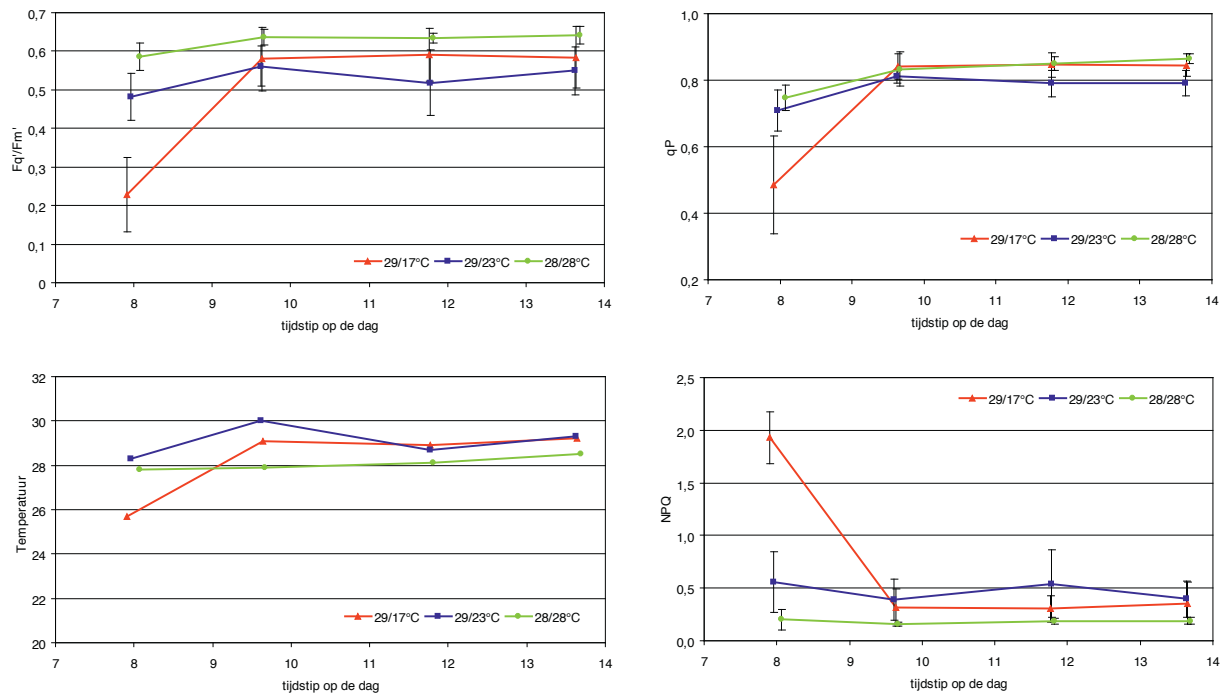 0,7
0,6
0,5
0,4
0,3
0,2
0,1
0
Fq'/Fm'
29/17°C 29/23°C 28/28°C
7 8 9 10 11 12 13 14
tijdstip op de dag
1,0
0,8
0,6
0,4
0,2
qP
29/17°C 29/23°C 28/28°C
7 8 9 10 11 12 13 14
tijdstip op de dag
32
30
28
26
24
22
20
Temperatuur
29/17°C 29/23°C 28/28°C
7 8 9 10 11 12 13 14
tijdstip op de dag
2,5
2,0
1,5
1,0
0,5
0,0
NPQ
29/17°C 29/23°C 28/28°C
7 8 9 10 11 12 13 14
tijdstip op de dag